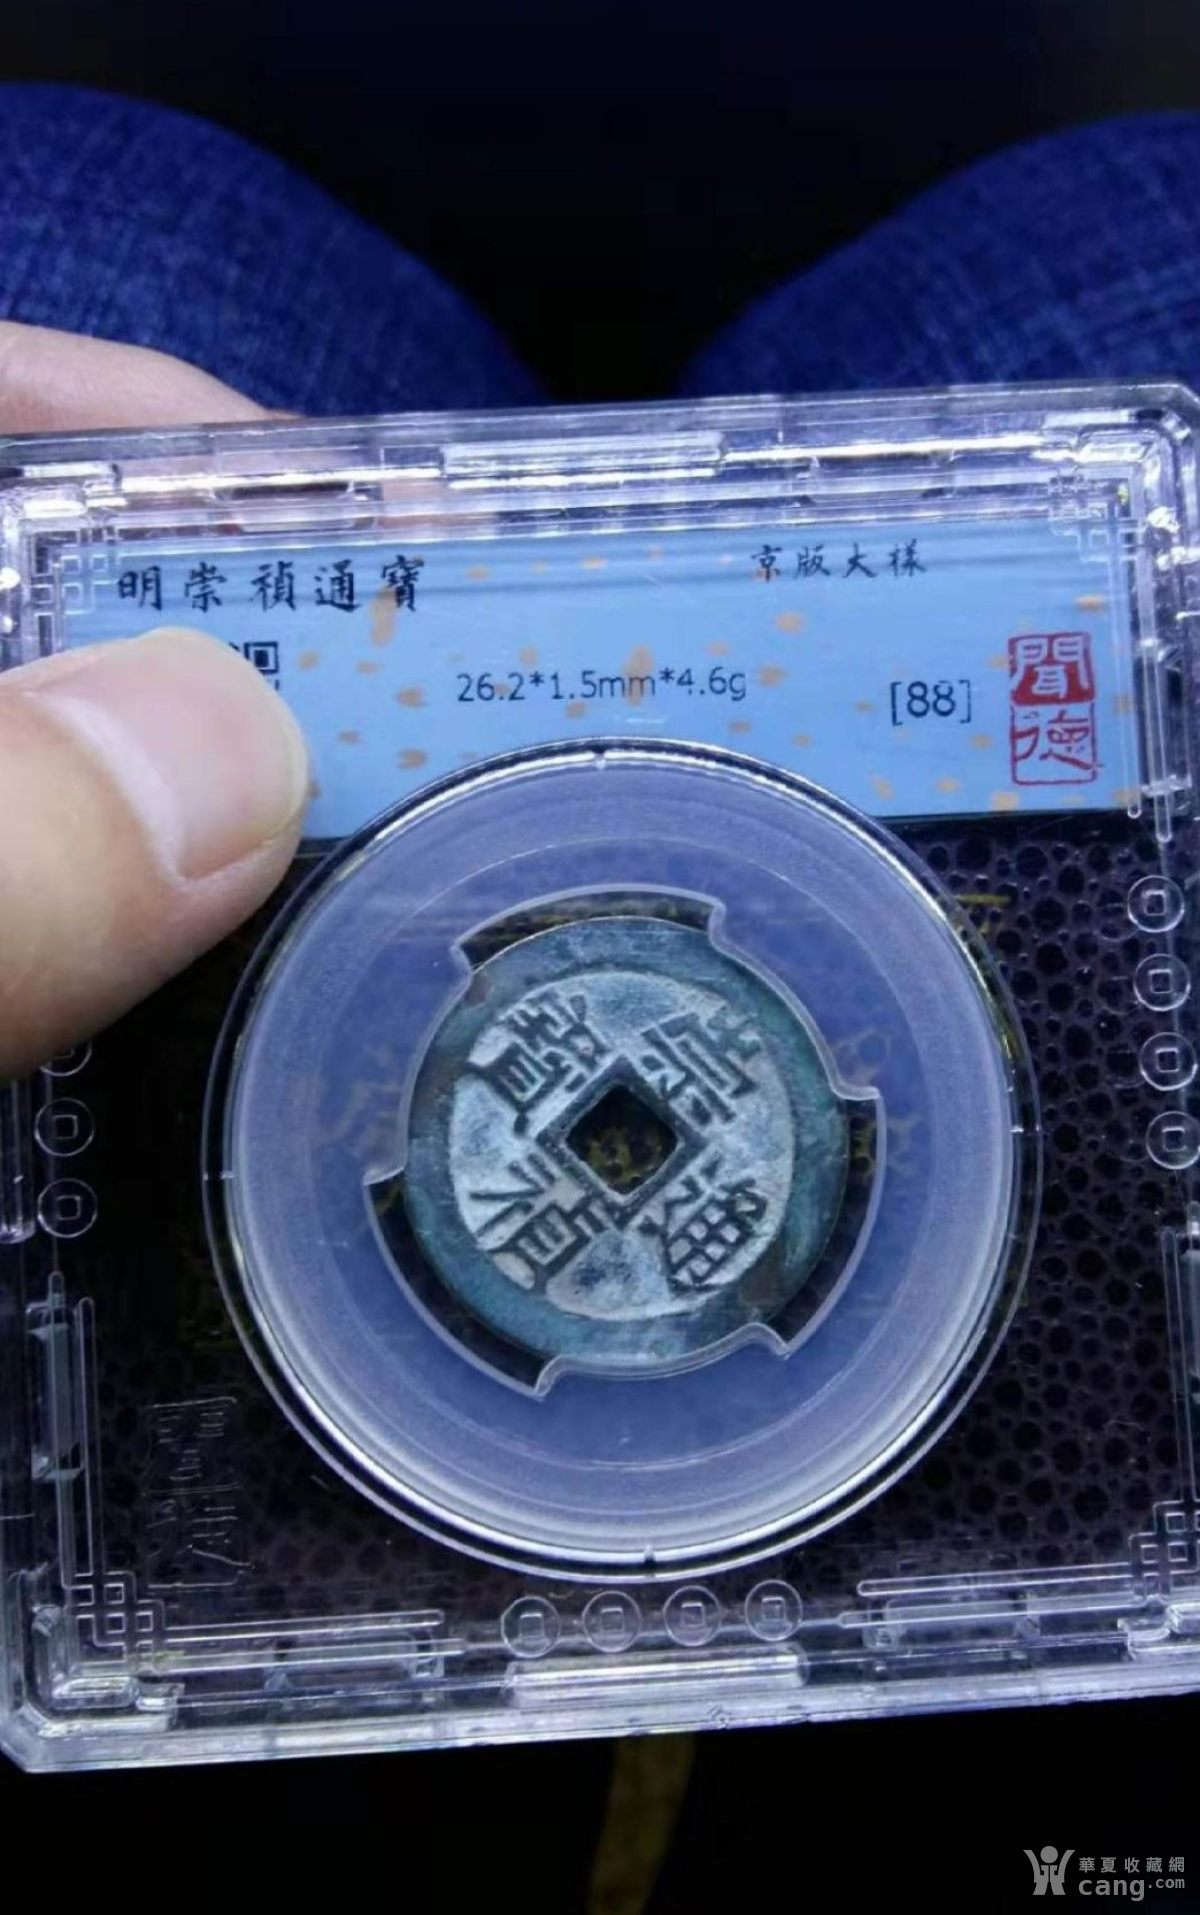 明崇禎通寶
京版大様
26.2*1.5mm*4.6g
[88]
聞德
崇禎通寶
華夏收藏網
cang.com